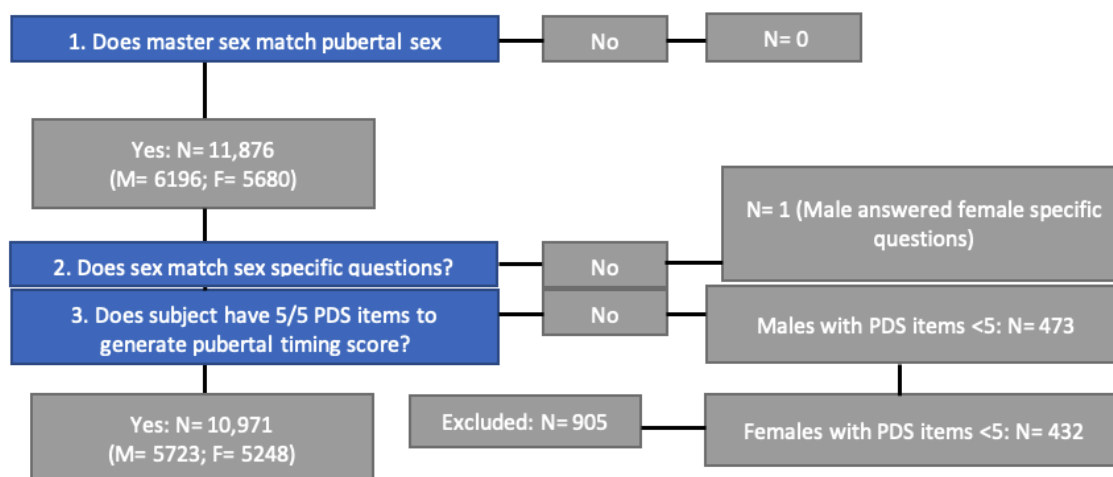 1. Does master sex match pubertal sex
No
N= 0
Yes: N= 11,876
(M= 6196; F= 5680)
N= 1 (Male answered female specific
questions)
2. Does sex match sex specific questions?
No
3. Does subject have 5/5 PDS items to
generate pubertal timing score?
No
Males with PDS items <5: N= 473
Yes: N= 10,971
(M= 5723; F= 5248)
Excluded: N= 905
Females with PDS items <5: N= 432